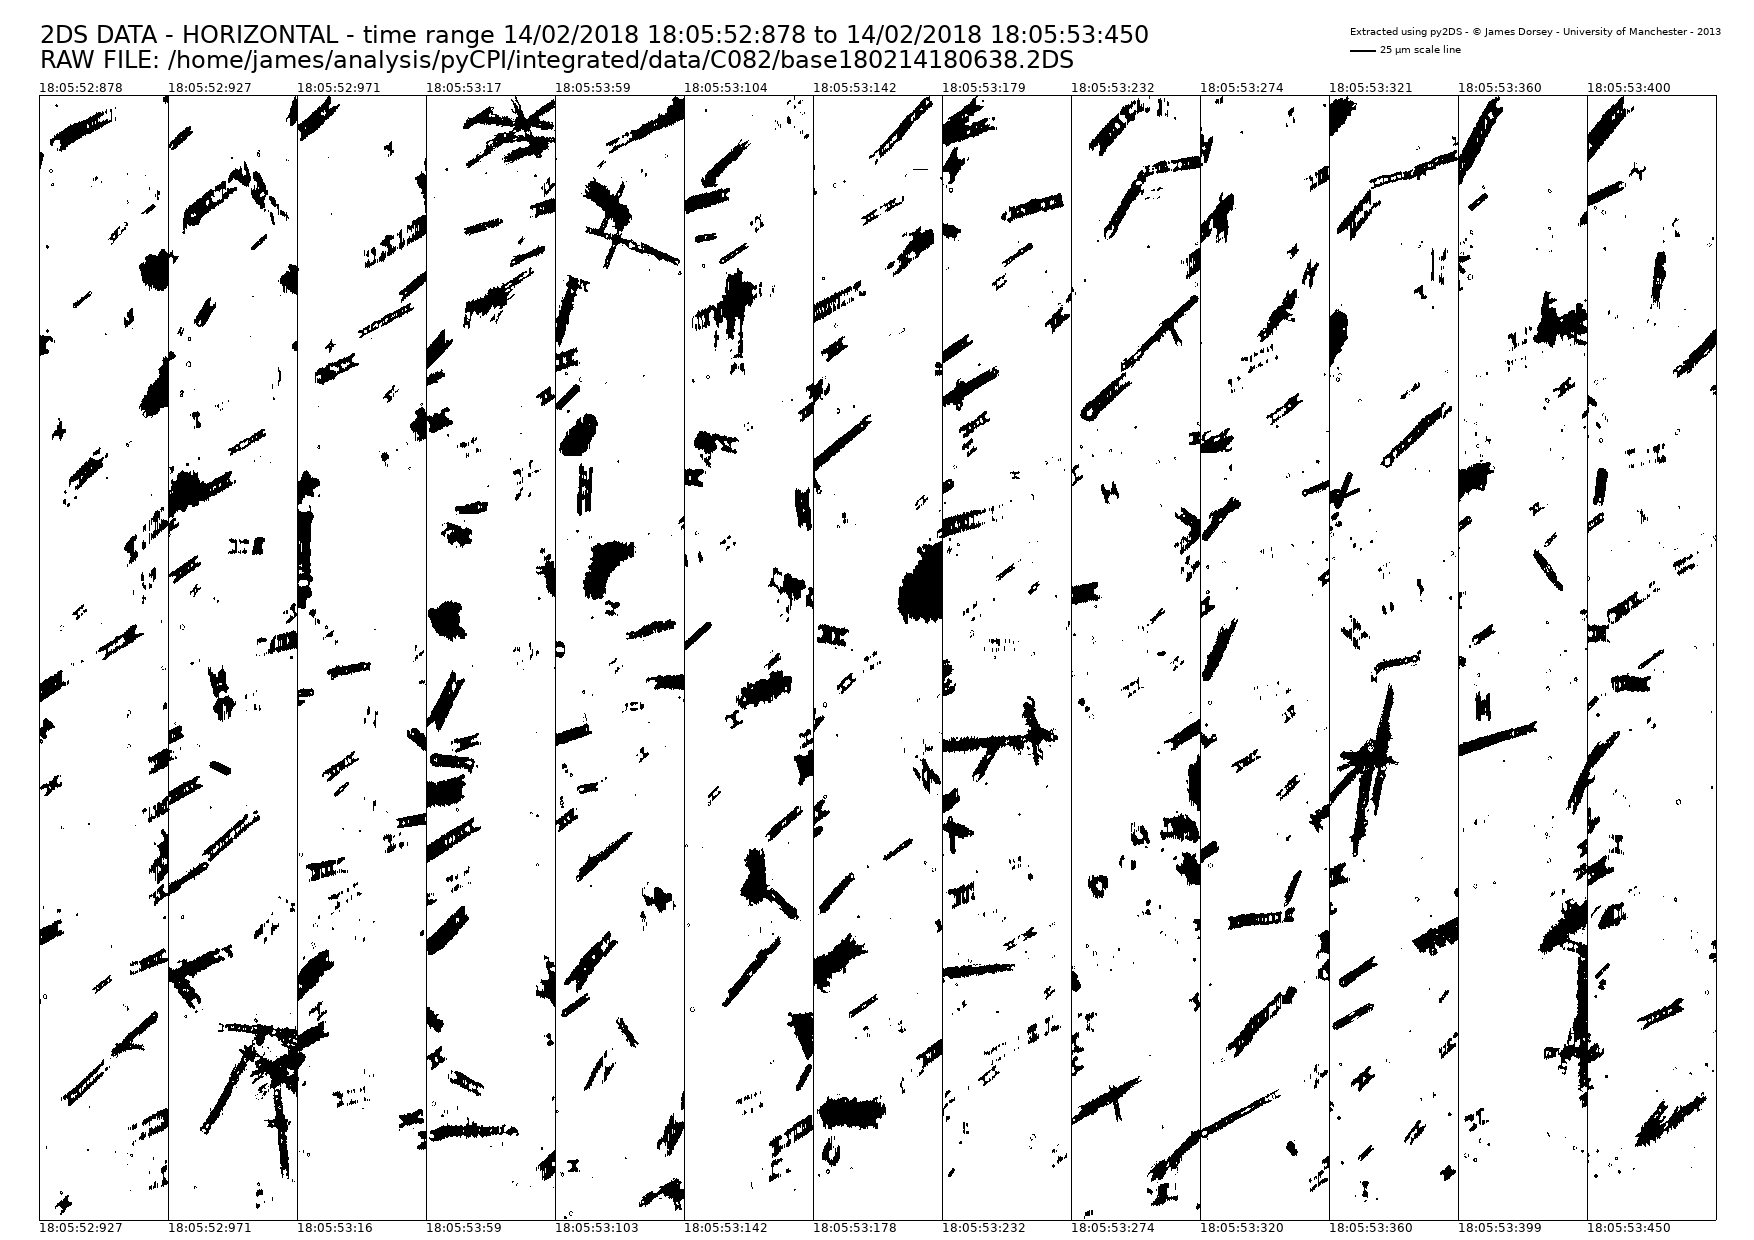 2DS DATA - HORIZONTAL - time range 14/02/2018 18:05:52:878 to 14/02/2018 18:05:53:450
RAW FILE: /home/james/analysis/pyCPI/integrated/data/C082/base180214180638.2DS
Extracted using py2DS - © James Dorsey - University of Manchester - 2013
25 µm scale line
18:05:52:878 18:05:52:927 18:05:52:971 18:05:53:17 18:05:53:59 18:05:53:104 18:05:53:142 18:05:53:179 18:05:53:232 18:05:53:274 18:05:53:321 18:05:53:360 18:05:53:400
18:05:52:927 18:05:52:971 18:05:53:16 18:05:53:59 18:05:53:103 18:05:53:142 18:05:53:178 18:05:53:232 18:05:53:274 18:05:53:320 18:05:53:360 18:05:53:399 18:05:53:450